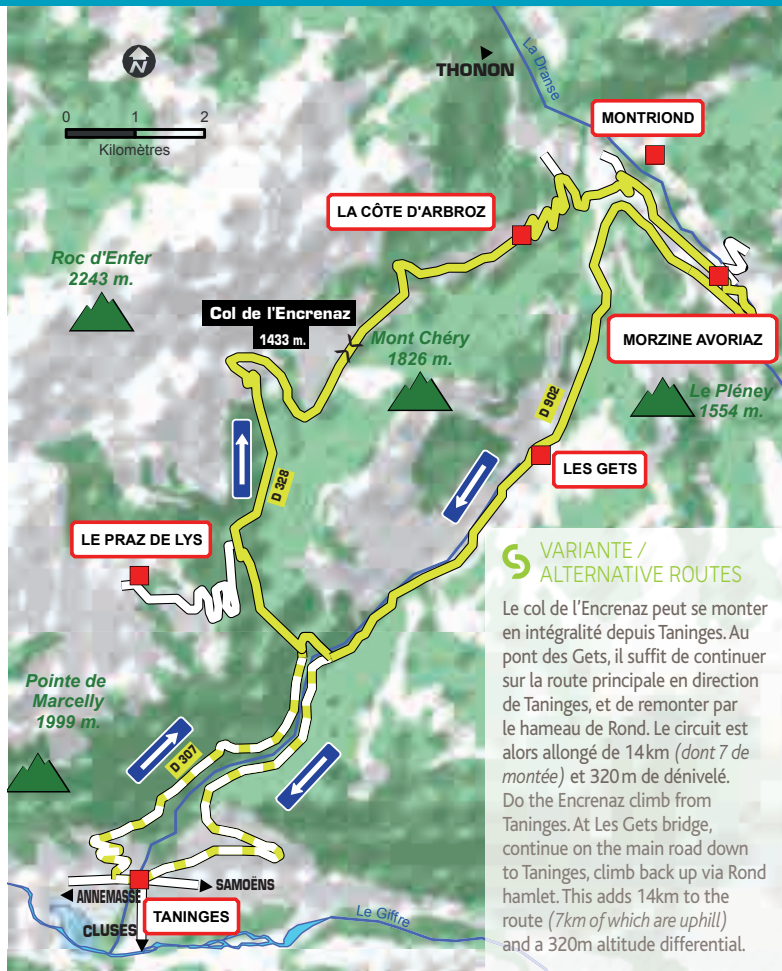 N
THONON
La Dranse
0 1 2
Kilomètres
MONTRIOND
LA CÔTE D'ARBROZ
Roc d'Enfer
2243 m.
Col de l'Encrenaz
1433 m.
Mont Chéry
1826 m.
MORZINE AVORIAZ
Le Pléney
1554 m.
D 902
LES GETS
D 328
LE PRAZ DE LYS
VARIANTE /
ALTERNATIVE ROUTES
Le col de l'Encrenaz peut se monter
en intégralité depuis Taninges. Au
pont des Gets, il suffit de continuer
sur la route principale en direction
de Taninges, et de remonter par
le hameau de Rond. Le circuit est
alors allongé de 14km (dont 7 de
montée) et 320m de dénivelé.
Do the Encrenaz climb from
Taninges. At Les Gets bridge,
continue on the main road down
to Taninges, climb back up via Rond
hamlet. This adds 14km to the
route (7km of which are uphill)
and a 320m altitude differential.
Pointe de
Marcelly
1999 m.
D 307
ANNEMASSE
SAMOËNS
CLUSES
TANINGES
Le Giffre